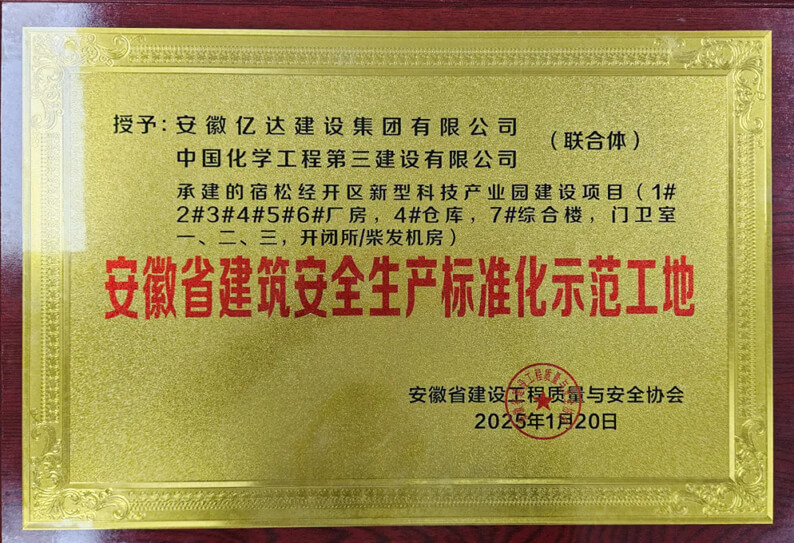 授予：安徽亿达建设集团有限公司
（联合体）
中国化学工程第三建设有限公司
承建的宿松经开区新型科技产业园建设项目（1#
2#3#4#5#6#厂房，4#仓库，7#综合楼，门卫室
一、二、三，开闭所/柴发机房）
安徽省建筑安全生产标准化示范工地
安徽省建设工程质量与安全协会
2025年1月20日